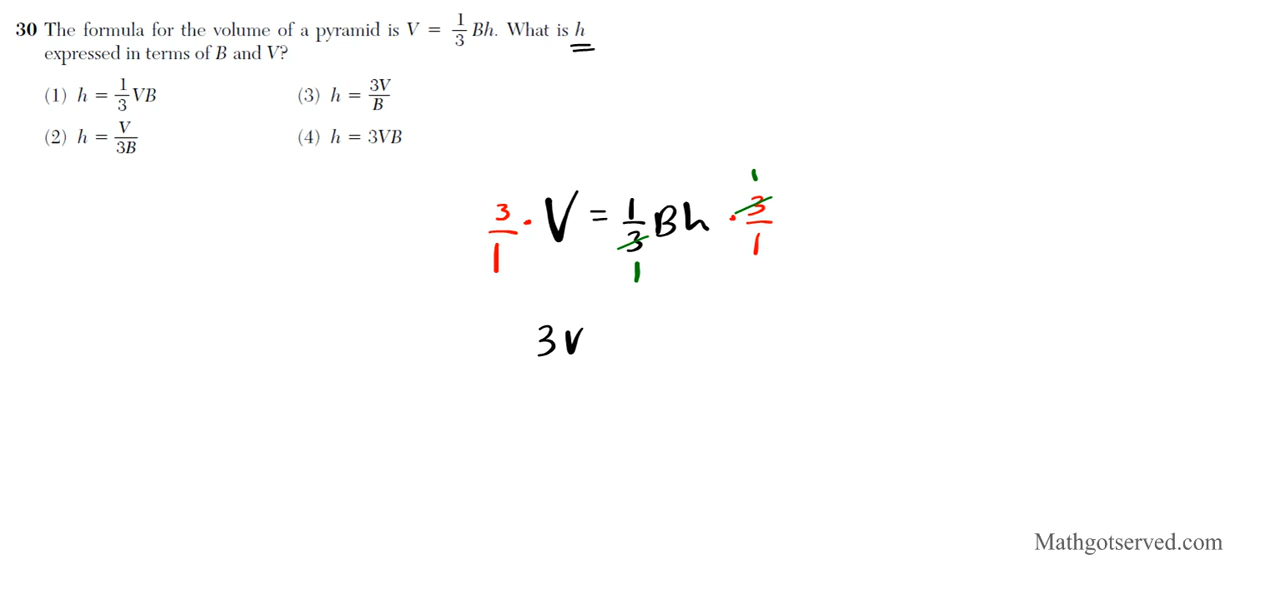 30 The formula for the volume of a pyramid is V = 1/3 Bh. What is h
expressed in terms of B and V?
(1) h = 1/3 VB (3) h = 3V/B
(2) h = V/3B (4) h = 3VB
1
3/1 · V = 1/3 Bh · 3/1
1
3V
Mathgotserved.com